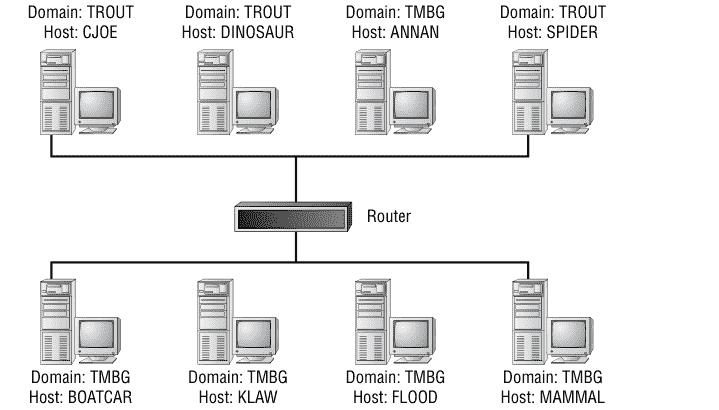 Domain: TROUT
Host: CJOE
Domain: TROUT
Host: DINOSAUR
Domain: TMBG
Host: ANNAN
Domain: TROUT
Host: SPIDER
Router
Domain: TMBG
Host: BOATCAR
Domain: TMBG
Host: KLAW
Domain: TMBG
Host: FLOOD
Domain: TMBG
Host: MAMMAL